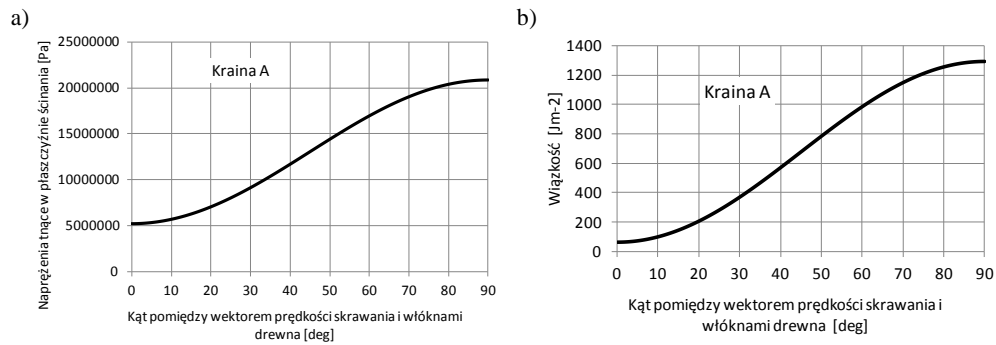 a)
Naprężenia tnące w płaszczyźnie ścinania [Pa]
25000000
20000000
15000000
10000000
5000000
0
Kraina A
0 10 20 30 40 50 60 70 80 90
Kąt pomiędzy wektorem prędkości skrawania i włóknami
drewna [deg]
b)
Wiązkość [Jm-2]
1400
1200
1000
800
600
400
200
0
Kraina A
0 10 20 30 40 50 60 70 80 90
Kąt pomiędzy wektorem prędkości skrawania i
włóknami drewna [deg]